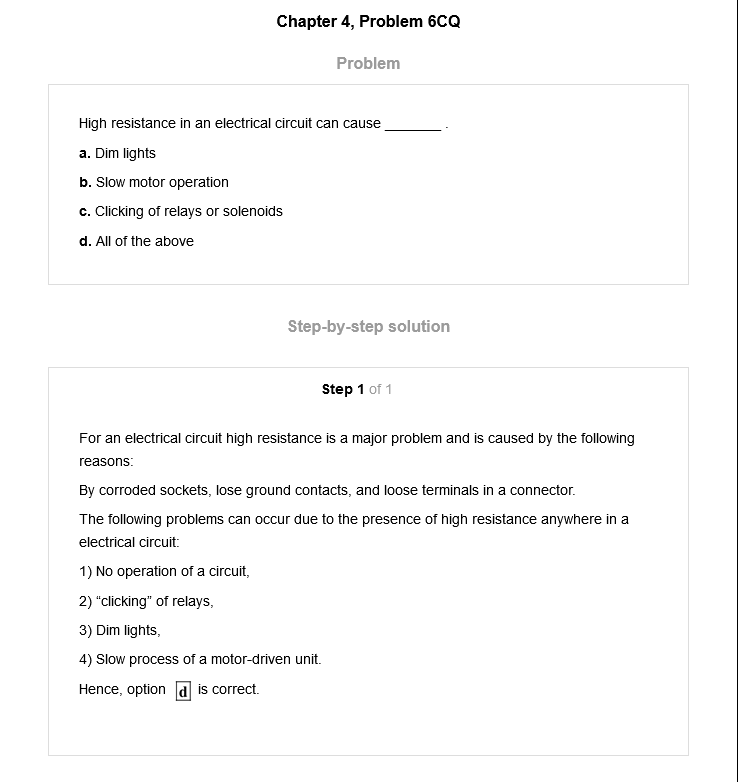 Chapter 4, Problem 6CQ
Problem
High resistance in an electrical circuit can cause _______ .
a. Dim lights
b. Slow motor operation
c. Clicking of relays or solenoids
d. All of the above
Step-by-step solution
Step 1 of 1
For an electrical circuit high resistance is a major problem and is caused by the following
reasons:
By corroded sockets, lose ground contacts, and loose terminals in a connector.
The following problems can occur due to the presence of high resistance anywhere in a
electrical circuit:
1) No operation of a circuit,
2) “clicking” of relays,
3) Dim lights,
4) Slow process of a motor-driven unit.
Hence, option d is correct.